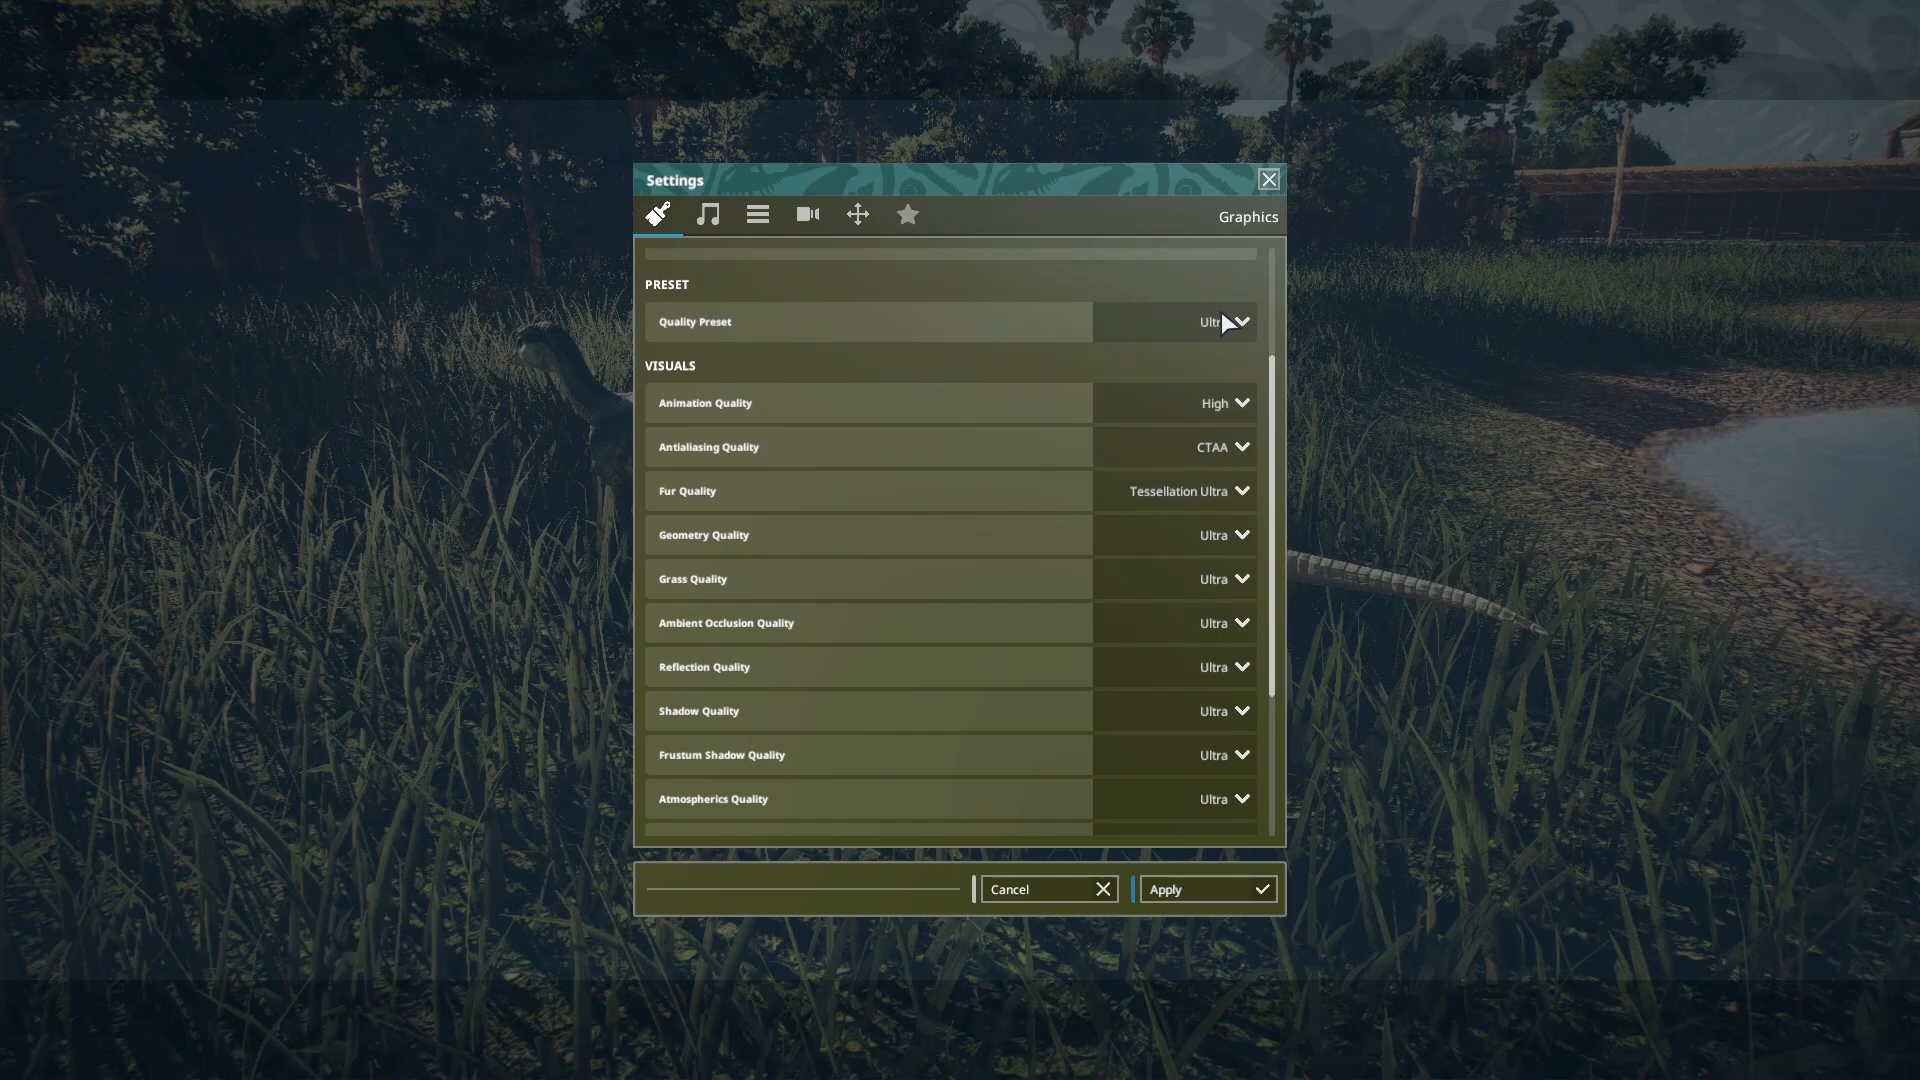 Settings
Graphics
PRESET
Quality Preset
VISUALS
Animation Quality High
Antialiasing Quality CTAA
Fur Quality Tessellation Ultra
Geometry Quality Ultra
Grass Quality Ultra
Ambient Occlusion Quality Ultra
Reflection Quality Ultra
Shadow Quality Ultra
Frustum Shadow Quality Ultra
Atmospherics Quality Ultra
Cancel Apply